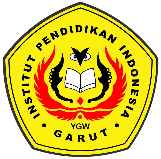 INSTITUT PENDIDIKAN INDONESIA
YGW
• GARUT •